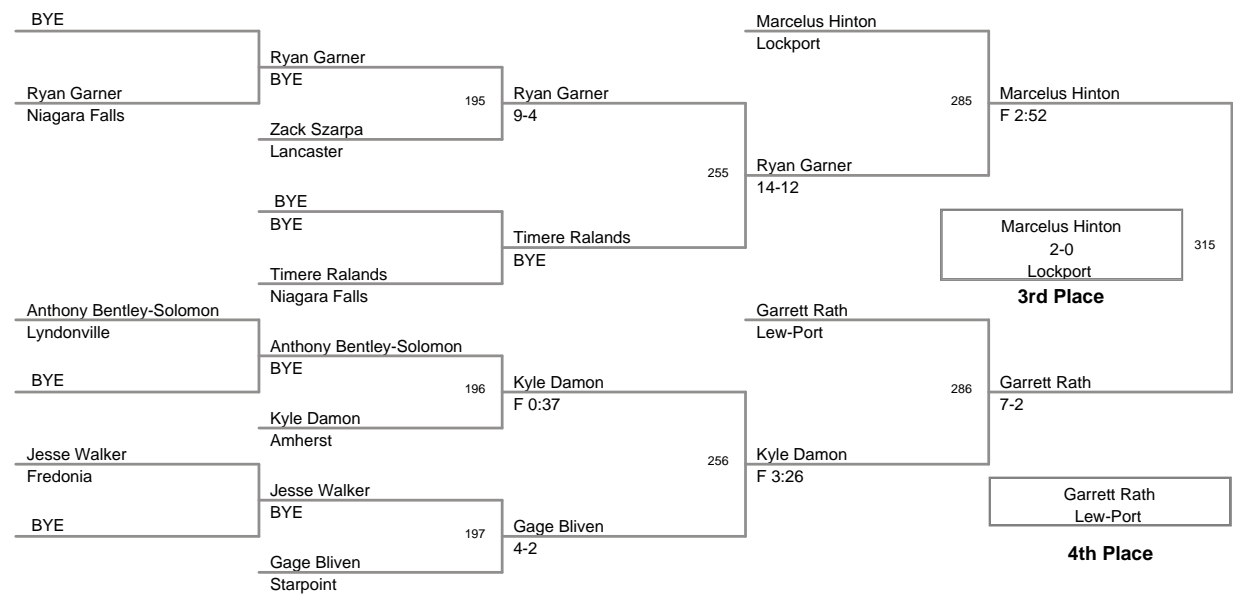 BYE
Ryan Garner
Niagara Falls
Anthony Bentley-Solomon
Lyndonville
BYE
Jesse Walker
Fredonia
BYE
Ryan Garner
BYE
195
Zack Szarpa
Lancaster
BYE
BYE
Timere Ralands
Niagara Falls
Anthony Bentley-Solomon
BYE
196
Kyle Damon
Amherst
Jesse Walker
BYE
197
Gage Bliven
Starpoint
Ryan Garner
9-4
255
Timere Ralands
BYE
Kyle Damon
F 0:37
256
Gage Bliven
4-2
Marcelus Hinton
Lockport
285
Ryan Garner
14-12
Garrett Rath
Lew-Port
286
Kyle Damon
F 3:26
Marcelus Hinton
F 2:52
Marcelus Hinton
2-0
Lockport
315
3rd Place
Garrett Rath
7-2
Garrett Rath
Lew-Port
4th Place